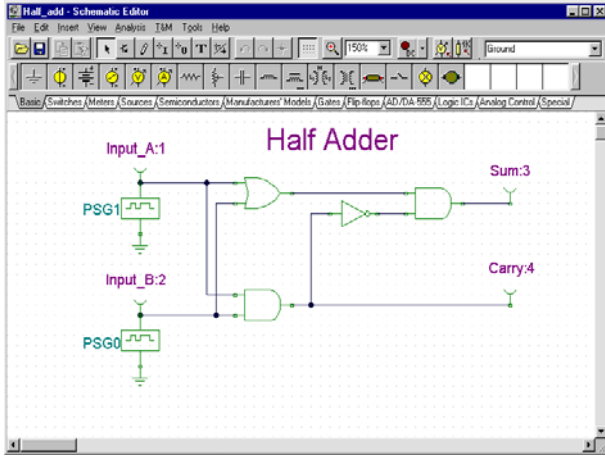 Hall_add - Schematic Editor
File Edit Insert View Analysis T&M Tools Help
150% Ground
Basic Switches Meters Sources Semiconductors Manufacturers' Models Gates Flip-flops AD/DA-555 Logic ICs Analog Control Special
Half Adder
Input_A:1
Sum:3
PSG1
Input_B:2
Carry:4
PSG0